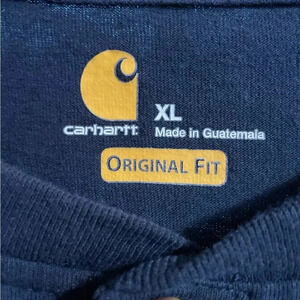 XL
carhartt
Made in Guatemala
ORIGINAL FIT